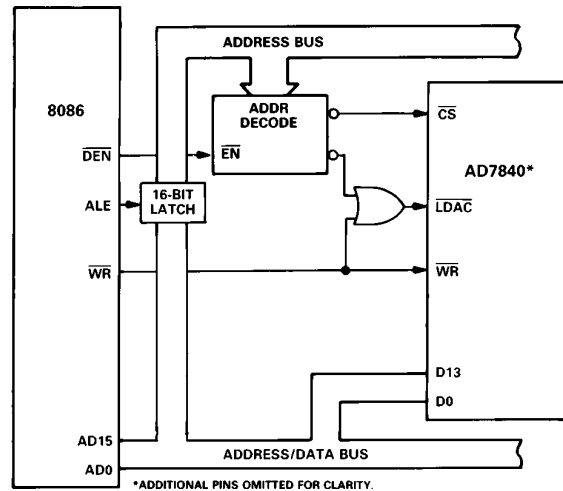 ADDRESS BUS
8086
ADDR
DECODE
CS
DEN
EN
AD7840*
16-BIT
LATCH
ALE
LDAC
WR
WR
D13
D0
AD15
ADDRESS/DATA BUS
AD0
*ADDITIONAL PINS OMITTED FOR CLARITY.